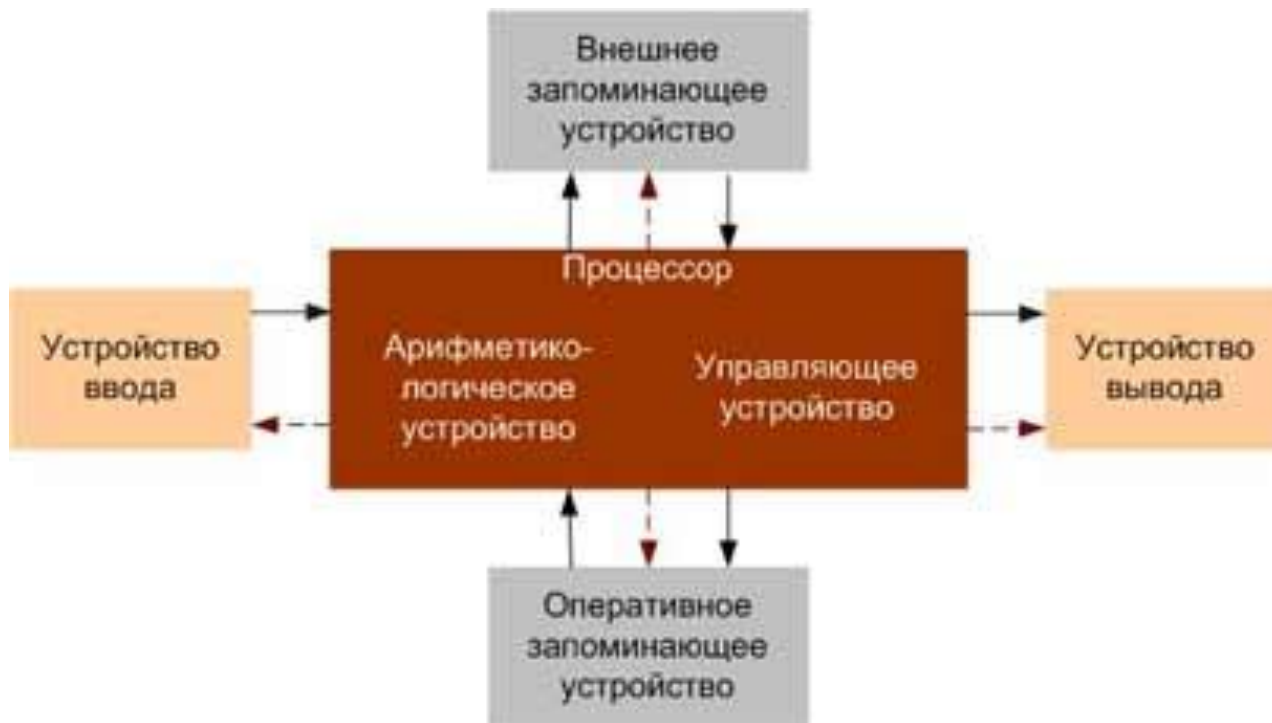 Внешнее
запоминающее
устройство
Процессор
Устройство
ввода
Арифметико-
логическое
устройство
Управляющее
устройство
Устройство
вывода
Оперативное
запоминающее
устройство